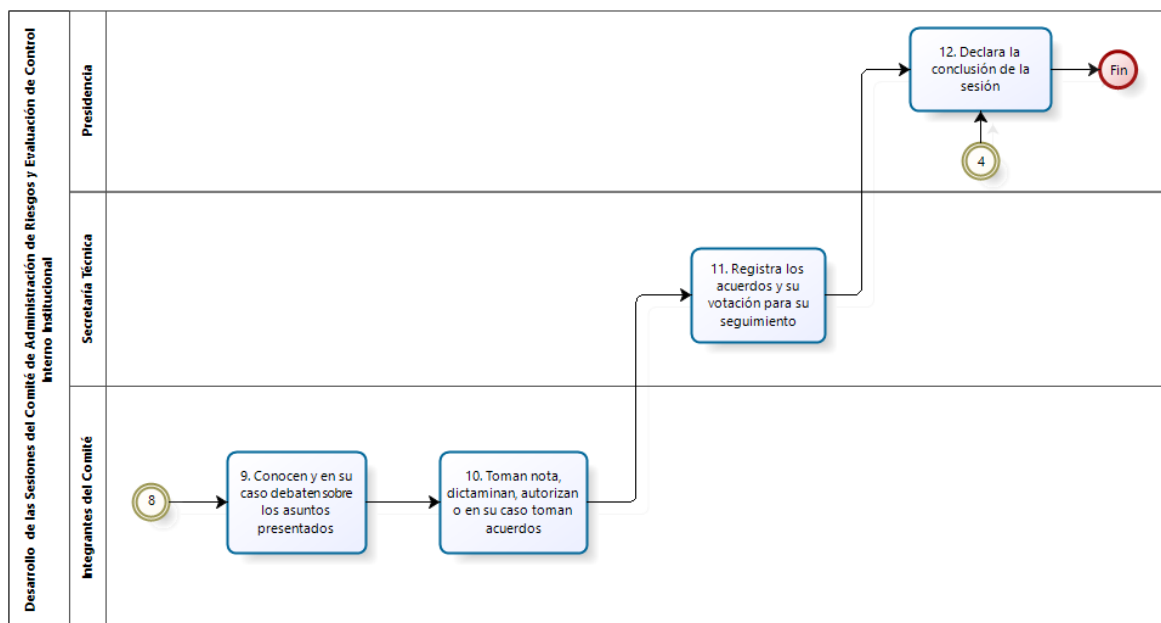 Desarrollo de las Sesiones del Comité de Administración de Riesgos y Evaluación de Control
Interno Institucional
Presidencia
12. Declara la
conclusión de la
sesión
Fin
4
Secretaría Técnica
11. Registra los
acuerdos y su
votación para su
seguimiento
Integrantes del Comité
8
9. Conocen y en su
caso debaten sobre
los asuntos
presentados
10. Toman nota,
dictaminan, autorizan
o en su caso toman
acuerdos